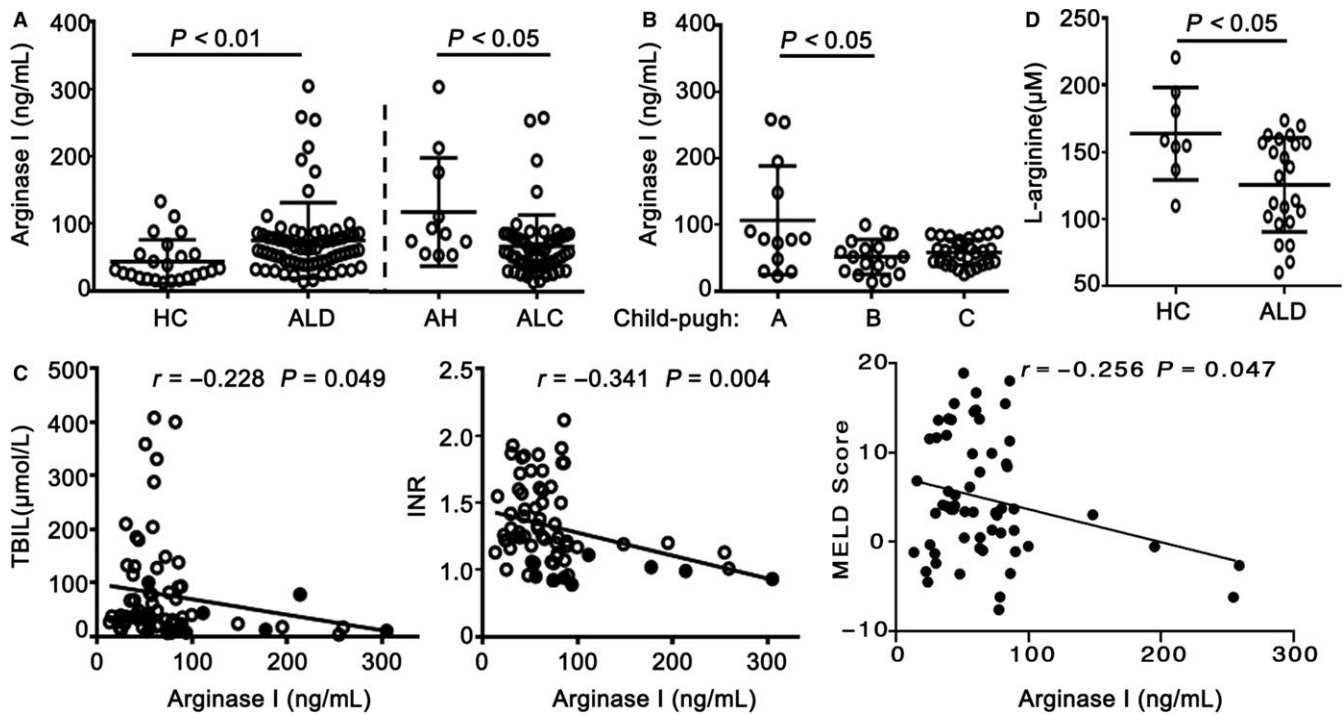 A
Arginase I (ng/mL)
400
300
200
100
0
P < 0.01
P < 0.05
HC
ALD
AH
ALC
B
Arginase I (ng/mL)
400
300
200
100
0
P < 0.05
Child-pugh:
A
B
C
D
L-arginine(µM)
250
200
150
100
50
P < 0.05
HC
ALD
C
TBIL(µmol/L)
500
400
300
200
100
0
r = −0.228 P = 0.049
0
100
200
300
Arginase I (ng/mL)
INR
2.5
2.0
1.5
1.0
0
r = −0.341 P = 0.004
0
100
200
300
Arginase I (ng/mL)
MELD Score
20
10
0
−10
r = −0.256 P = 0.047
0
100
200
300
Arginase I (ng/mL)